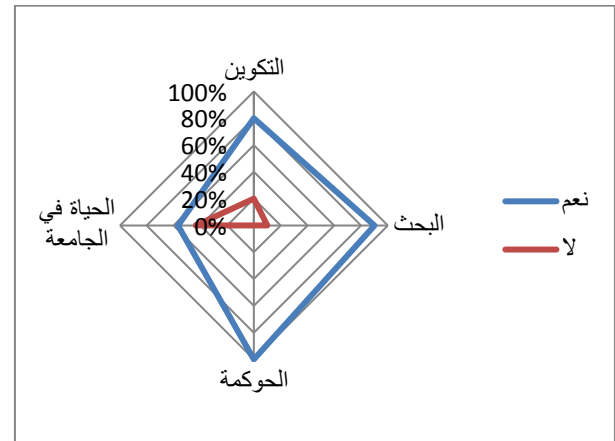 التكوين
100%
80%
60%
40%
20%
0%
البحث
الحوكمة
الحياة في
الجامعة
نعم
لا